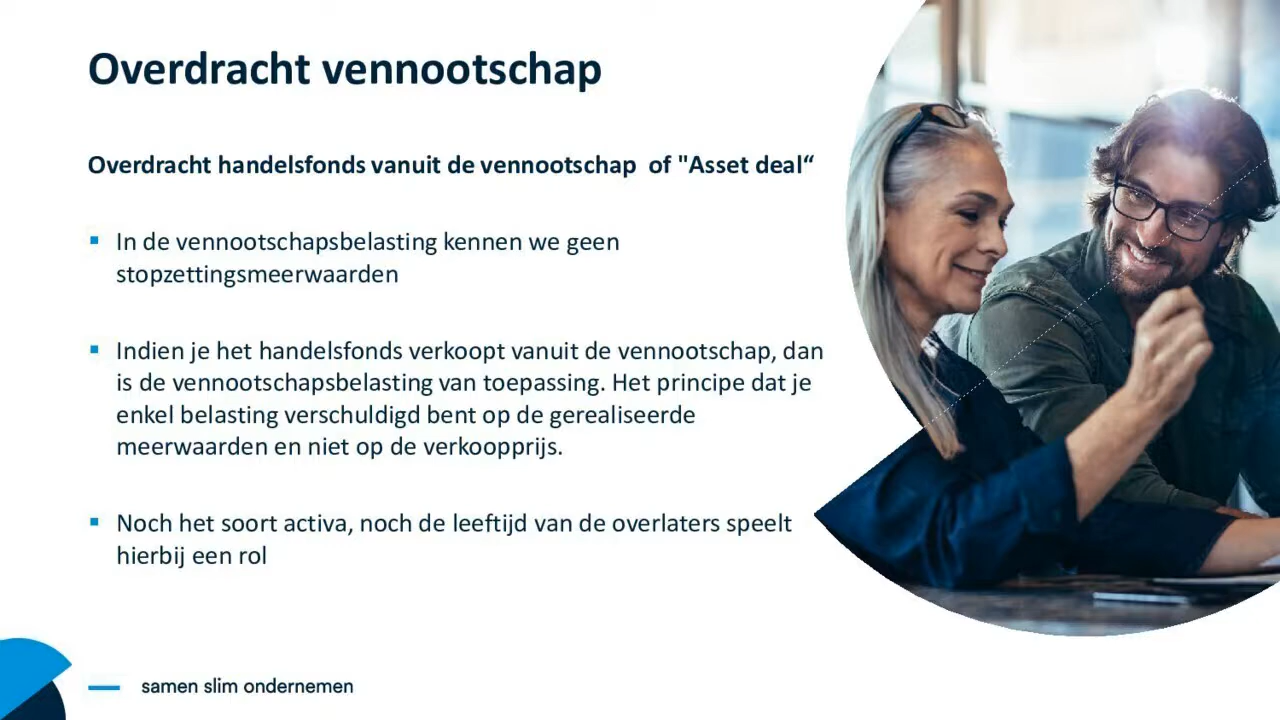 Overdracht vennootschap
Overdracht handelsfonds vanuit de vennootschap  of "Asset deal“
▪ In de vennootschapsbelasting kennen we geen
stopzettingsmeerwaarden
▪ Indien je het handelsfonds verkoopt vanuit de vennootschap, dan
is de vennootschapsbelasting van toepassing. Het principe dat je
enkel belasting verschuldigd bent op de gerealiseerde
meerwaarden en niet op de verkoopprijs.
▪ Noch het soort activa, noch de leeftijd van de overlaters speelt
hierbij een rol
samen slim ondernemen